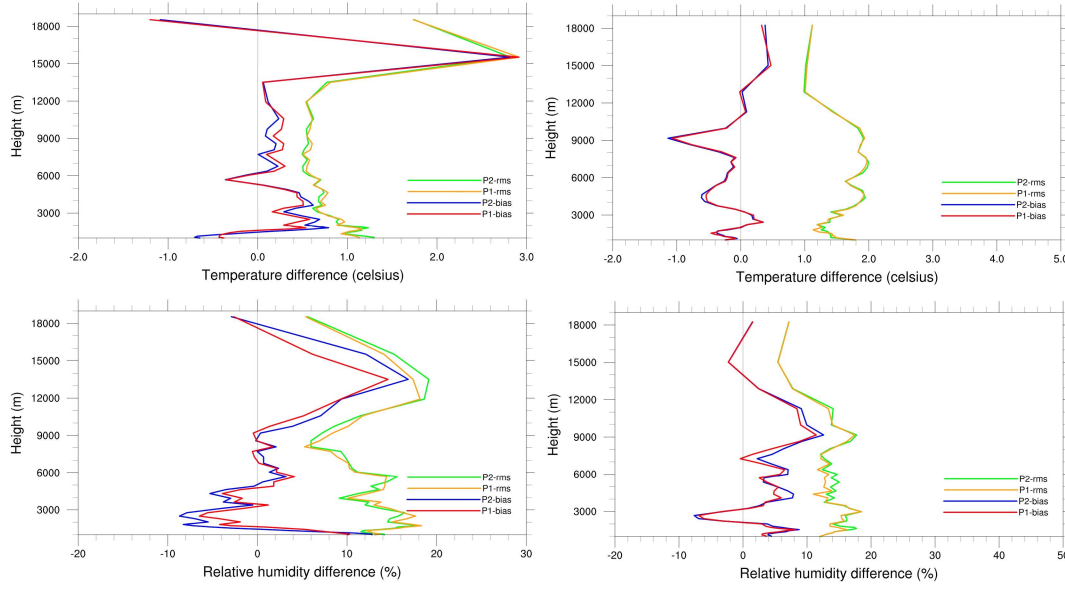 18000
15000
12000
9000
6000
3000
Height (m)
P2-rms
P1-rms
P2-bias
P1-bias
-2.0 -1.0 0.0 1.0 2.0 3.0
Temperature difference (celsius)
18000
15000
12000
9000
6000
3000
Height (m)
P2-rms
P1-rms
P2-bias
P1-bias
-2.0 -1.0 0.0 1.0 2.0 3.0 4.0 5.0
Temperature difference (celsius)
18000
15000
12000
9000
6000
3000
Height (m)
P2-rms
P1-rms
P2-bias
P1-bias
-20 -10 0.0 10 20 30
Relative humidity difference (%)
18000
15000
12000
9000
6000
3000
Height (m)
P2-rms
P1-rms
P2-bias
P1-bias
-20 -10 0 10 20 30 40 50
Relative humidity difference (%)